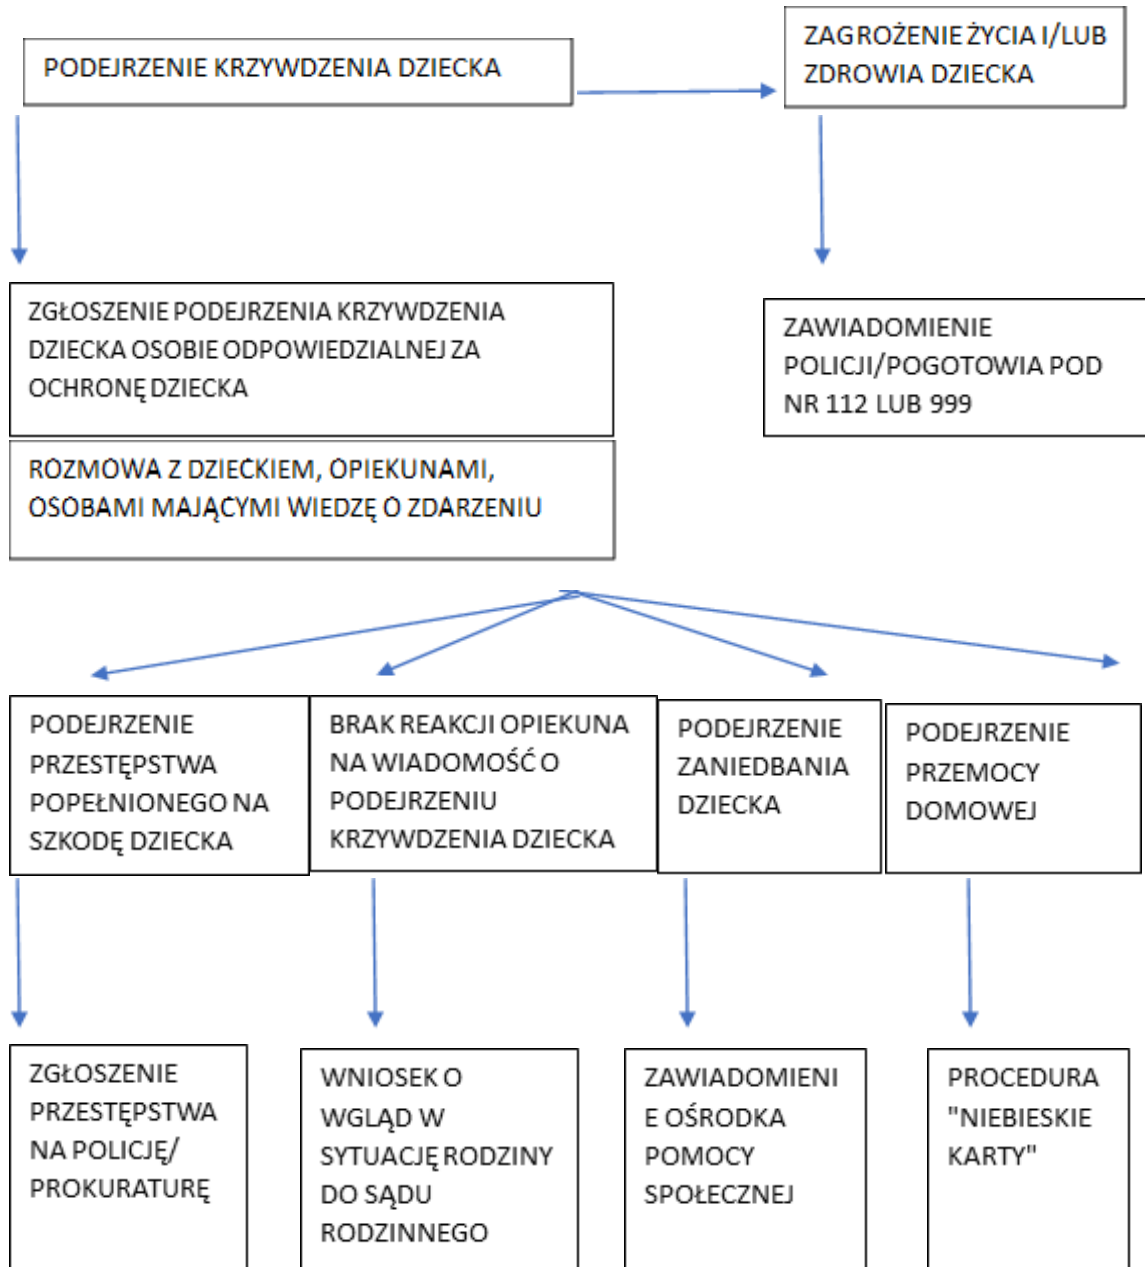 PODEJRZENIE KRZYWDZENIA DZIECKA
ZAGROŻENIE ŻYCIA I/LUB
ZDROWIA DZIECKA
ZGŁOSZENIE PODEJRZENIA KRZYWDZENIA
DZIECKA OSOBIE ODPOWIEDZIALNEJ ZA
OCHRONĘ DZIECKA
ZAWIADOMIENIE
POLICJI/POGOTOWIA POD
NR 112 LUB 999
ROZMOWA Z DZIECKIEM, OPIEKUNAMI,
OSOBAMI MAJĄCYMI WIEDZĘ O ZDARZENIU
PODEJRZENIE
PRZESTĘPSTWA
POPEŁNIONEGO NA
SZKODĘ DZIECKA
BRAK REAKCJI OPIEKUNA
NA WIADOMOŚĆ O
PODEJRZENIU
KRZYWDZENIA DZIECKA
PODEJRZENIE
ZANIEDBANIA
DZIECKA
PODEJRZENIE
PRZEMOCY
DOMOWEJ
ZGŁOSZENIE
PRZESTĘPSTWA
NA POLICJĘ/
PROKURATURĘ
WNIOSEK O
WGLĄD W
SYTUACJĘ RODZINY
DO SĄDU
RODZINNEGO
ZAWIADOMIENI
E OŚRODKA
POMOCY
SPOŁECZNEJ
PROCEDURA
"NIEBIESKIE
KARTY"